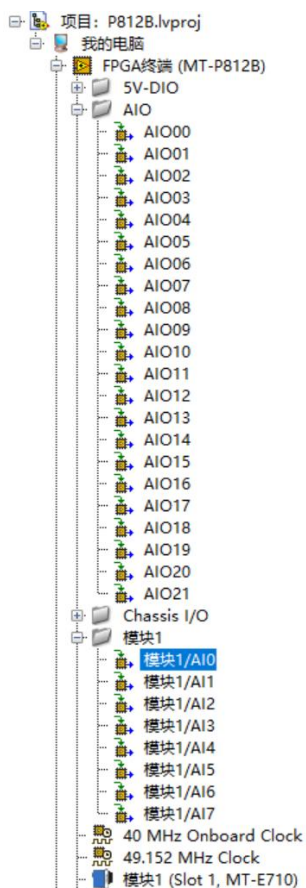 项目：P812B.lvproj
我的电脑
FPGA终端 (MT-P812B)
5V-DIO
AIO
AIO00
AIO01
AIO02
AIO03
AIO04
AIO05
AIO06
AIO07
AIO08
AIO09
AIO10
AIO11
AIO12
AIO13
AIO14
AIO15
AIO16
AIO17
AIO18
AIO19
AIO20
AIO21
Chassis I/O
模块1
模块1/AI0
模块1/AI1
模块1/AI2
模块1/AI3
模块1/AI4
模块1/AI5
模块1/AI6
模块1/AI7
40 MHz Onboard Clock
49.152 MHz Clock
模块1 (Slot 1, MT-E710)